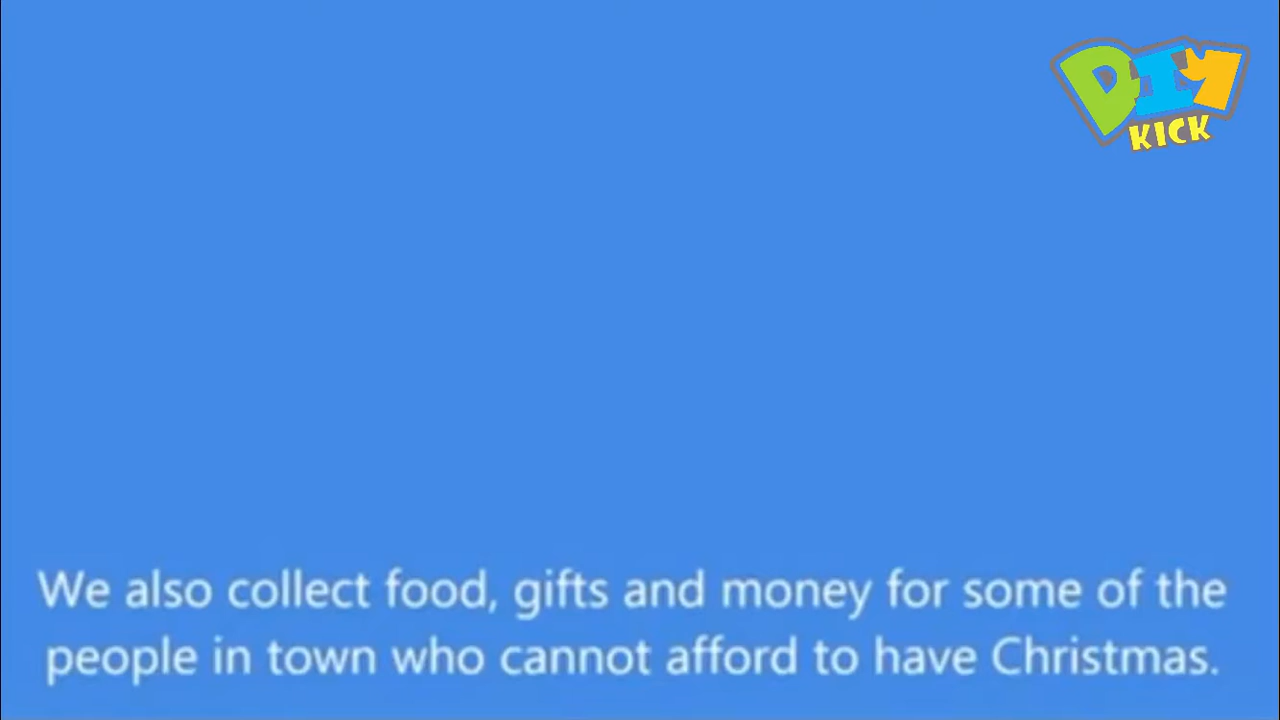 DIY
KICK
We also collect food, gifts and money for some of the
people in town who cannot afford to have Christmas.